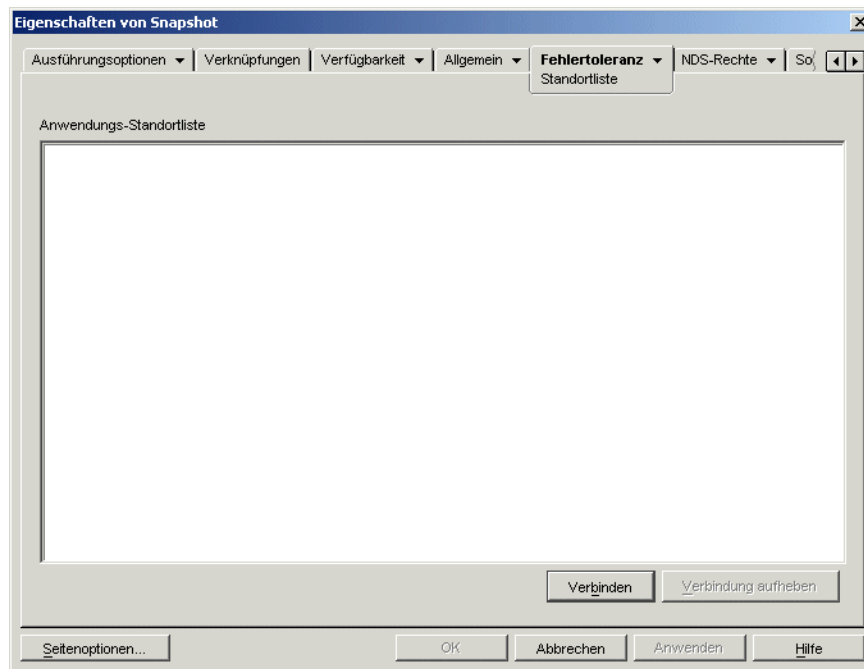 Eigenschaften von Snapshot
Ausführungsoptionen Verknüpfungen Verfügbarkeit Allgemein Fehlertoleranz NDS-Rechte So
Standortliste
Anwendungs-Standortliste
Verbinden Verbindung aufheben
Seitenoptionen... OK Abbrechen Anwenden Hilfe